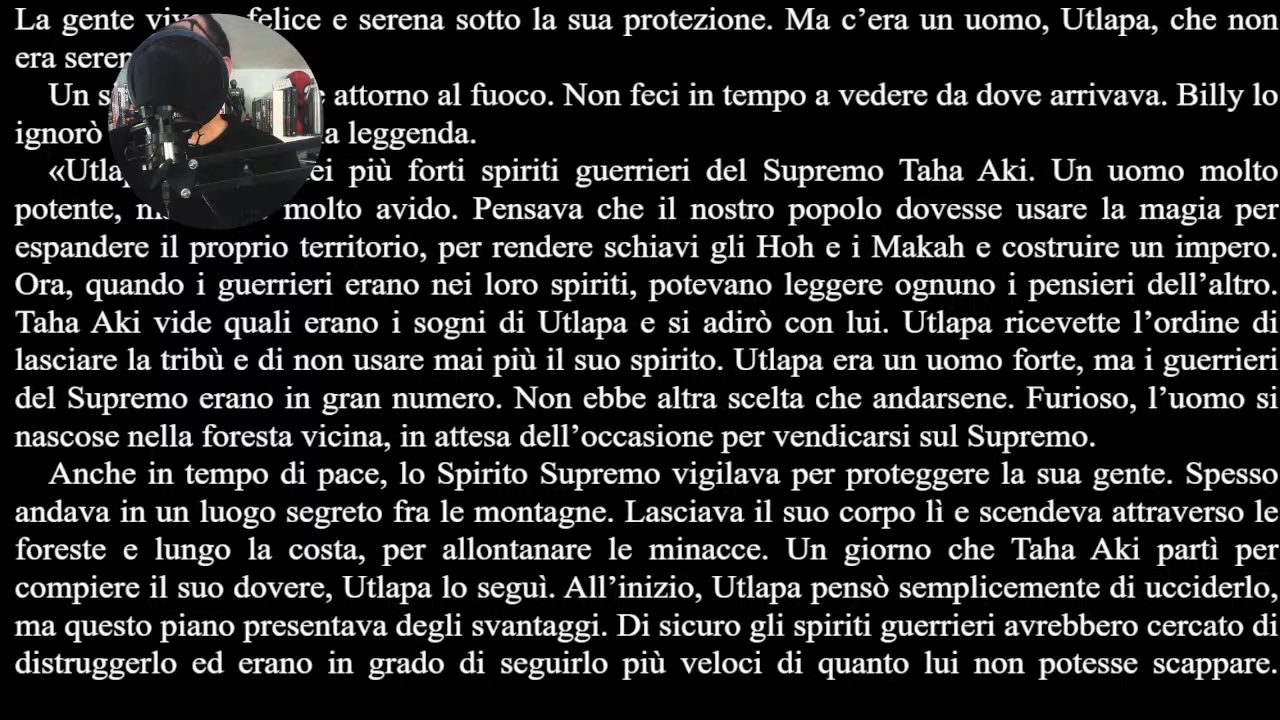 La gente felice e serena sotto la sua protezione. Ma c’era un uomo, Utlapa, che non
era
Un attorno al fuoco. Non feci in tempo a vedere da dove arrivava. Billy lo
ignorò leggenda.
«Utlapa più forti spiriti guerrieri del Supremo Taha Aki. Un uomo molto
potente, molto avido. Pensava che il nostro popolo dovesse usare la magia per
espandere il proprio territorio, per rendere schiavi gli Hoh e i Makah e costruire un impero.
Ora, quando i guerrieri erano nei loro spiriti, potevano leggere ognuno i pensieri dell’altro.
Taha Aki vide quali erano i sogni di Utlapa e si adirò con lui. Utlapa ricevette l’ordine di
lasciare la tribù e di non usare mai più il suo spirito. Utlapa era un uomo forte, ma i guerrieri
del Supremo erano in gran numero. Non ebbe altra scelta che andarsene. Furioso, l’uomo si
nascose nella foresta vicina, in attesa dell’occasione per vendicarsi sul Supremo.
Anche in tempo di pace, lo Spirito Supremo vigilava per proteggere la sua gente. Spesso
andava in un luogo segreto fra le montagne. Lasciava il suo corpo lì e scendeva attraverso le
foreste e lungo la costa, per allontanare le minacce. Un giorno che Taha Aki partì per
compiere il suo dovere, Utlapa lo seguì. All’inizio, Utlapa pensò semplicemente di ucciderlo,
ma questo piano presentava degli svantaggi. Di sicuro gli spiriti guerrieri avrebbero cercato di
distruggerlo ed erano in grado di seguirlo più veloci di quanto lui non potesse scappare.